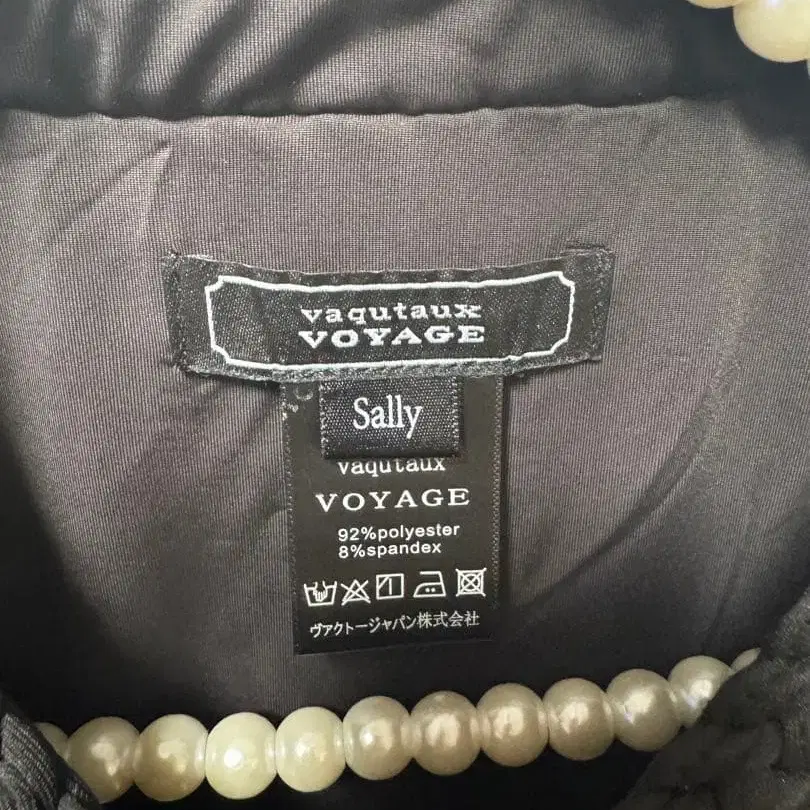 vaqutaux
VOYAGE
Sally
vaqutaux
VOYAGE
92%polyester
8%spandex
ヴァクトージャパン株式会社